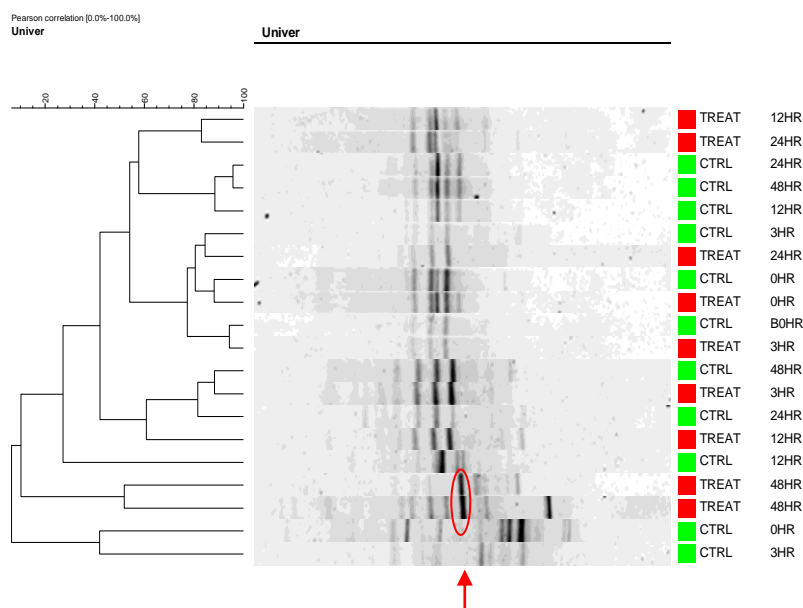 Pearson correlation [0.0%-100.0%]
Univer Univer
20 40 60 80 100
TREAT 12HR
TREAT 24HR
CTRL 24HR
CTRL 48HR
CTRL 12HR
CTRL 3HR
TREAT 24HR
CTRL 0HR
TREAT 0HR
CTRL B0HR
TREAT 3HR
CTRL 48HR
TREAT 3HR
CTRL 24HR
TREAT 12HR
CTRL 12HR
TREAT 48HR
TREAT 48HR
CTRL 0HR
CTRL 3HR